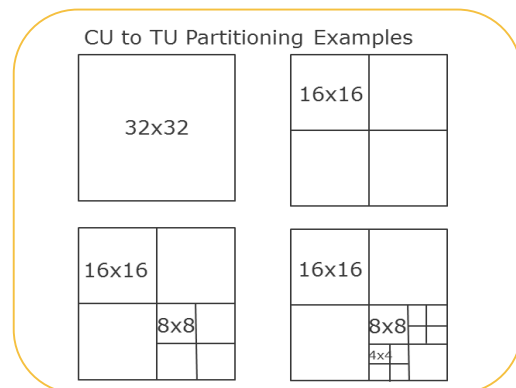 CU to TU Partitioning Examples
32x32
16x16
16x16
8x8
16x16
8x8
4x4